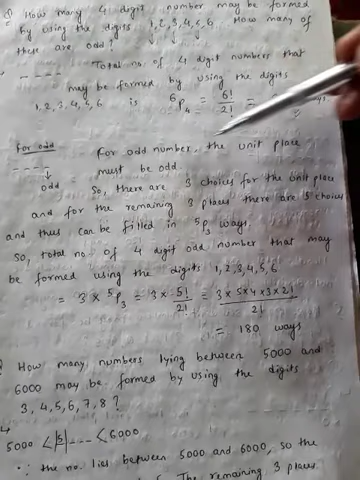 Q How many 4 digit number may be formed
by using the digits 1,2,3,4,5,6. How many of
these are odd?
Total no. of 4 digit numbers that
may be formed by using the digits
1,2,3,4,4,6 is ⁶P₄ = 6!/2! =
For odd For odd number, the unit place
odd must be odd
So, there are 3 choices for the unit place
and for the remaining 3 places there are 5 choices
and thus can be filled in ⁵P₃ ways.
So, total no. of 4 digit odd number that may
be formed using the digits 1,2,3,4,5,6
= 3 × ⁵P₃ = 3 × 5!/2! = 3×5×4×3×2!/2!
= 180 ways
How many numbers lying between 5000 and
6000 may be formed by using the digits
3,4,5,6,7,8?
5000 < |5| - - - < 6000
∵ the no. lies between 5000 and 6000, so the
The remaining 3 places